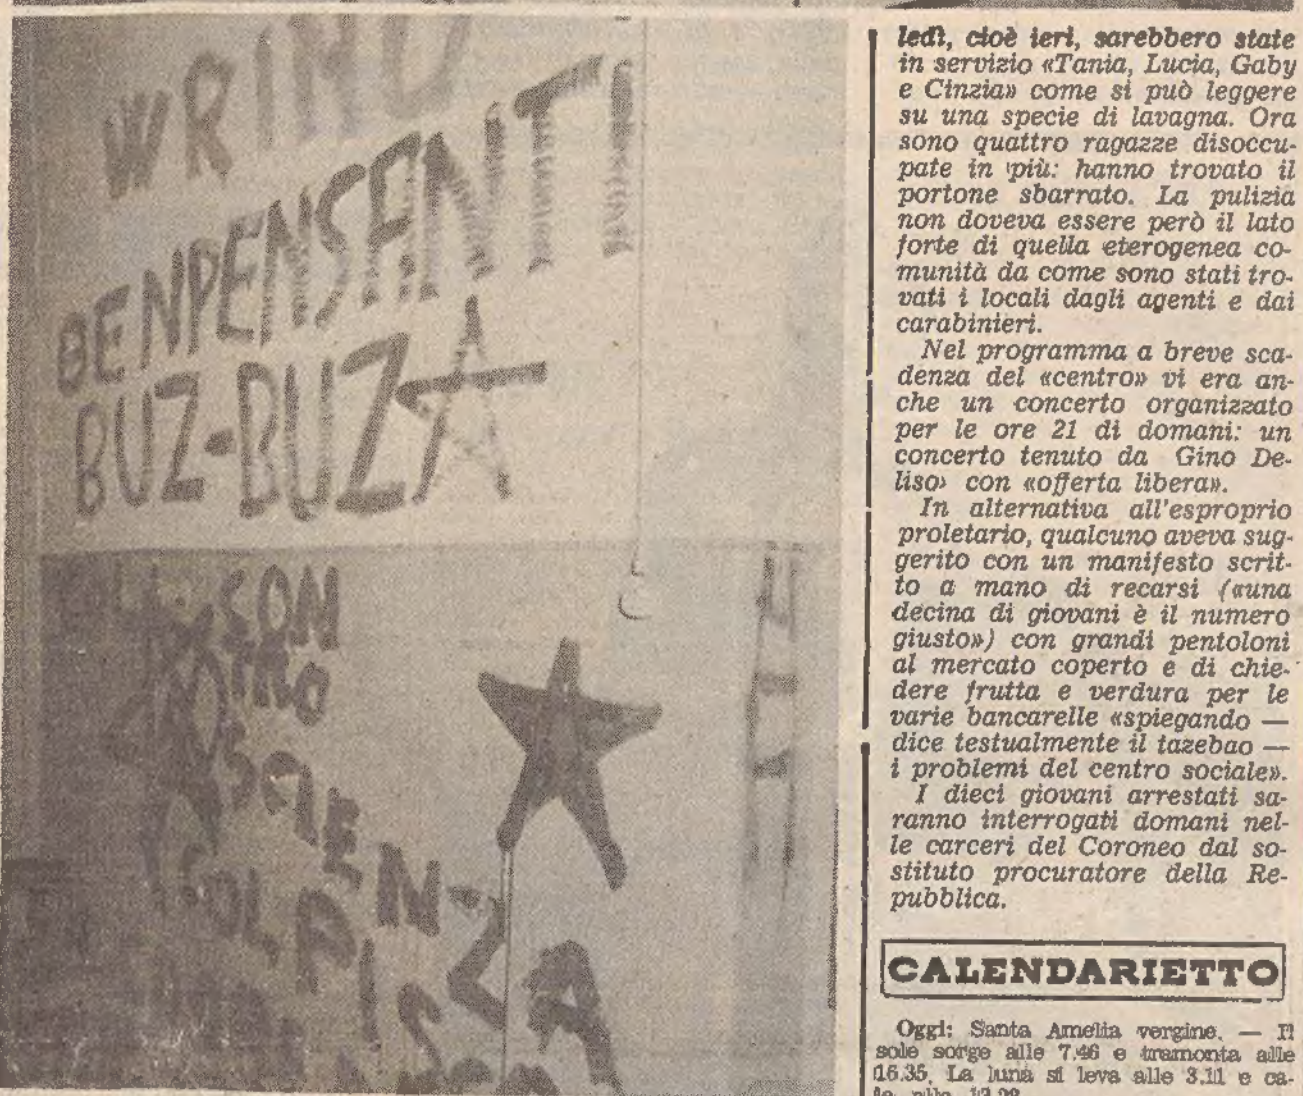 WRIND
BENPENSENTI
BUZ-BUZ
CON
ledì, cioè ieri, sarebbero state
in servizio «Tania, Lucia, Gaby
e Cinzia» come si può leggere
su una specie di lavagna. Ora
sono quattro ragazze disoccu-
pate in più: hanno trovato il
portone sbarrato. La pulizia
non doveva essere però il lato
forte di quella eterogenea co-
munità da come sono stati tro-
vati i locali dagli agenti e dai
carabinieri.
Nel programma a breve sca-
denza del «centro» vi era an-
che un concerto organizzato
per le ore 21 di domani: un
concerto tenuto da Gino De-
liso» con «offerta libera».
In alternativa all'esproprio
proletario, qualcuno aveva sug-
gerito con un manifesto scrit-
to a mano di recarsi («una
decina di giovani è il numero
giusto») con grandi pentoloni
al mercato coperto e di chie-
dere frutta e verdura per le
varie bancarelle «spiegando —
dice testualmente il tazebao —
i problemi del centro sociale».
I dieci giovani arrestati sa-
ranno interrogati domani nel-
le carceri del Coroneo dal so-
stituto procuratore della Re-
pubblica.
CALENDARIETTO
Oggi: Santa Amelia vergine. — Il
sole sorge alle 7.46 e tramonta alle
16.35. La luna si leva alle 3.11 e ca-